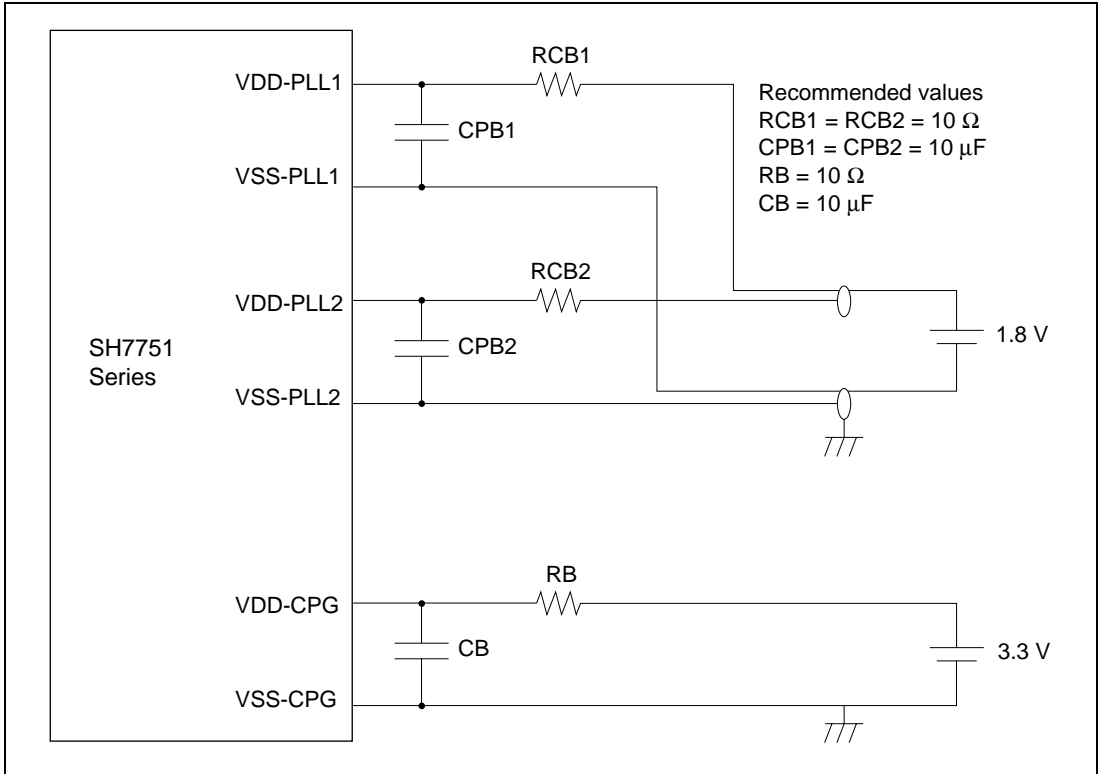 RCB1
VDD-PLL1
Recommended values
RCB1 = RCB2 = 10 Ω
CPB1 = CPB2 = 10 μF
RB = 10 Ω
CB = 10 μF
CPB1
VSS-PLL1
RCB2
VDD-PLL2
1.8 V
SH7751
Series
CPB2
VSS-PLL2
RB
VDD-CPG
CB
3.3 V
VSS-CPG